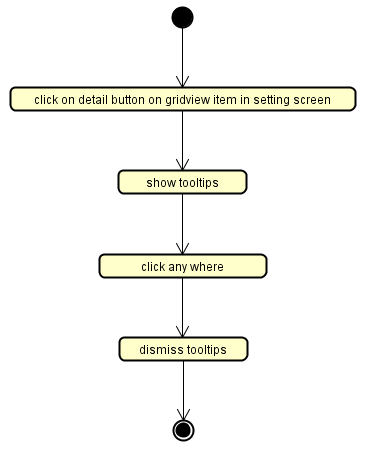 click on detail button on gridview item in setting screen
show tooltips
click any where
dismiss tooltips